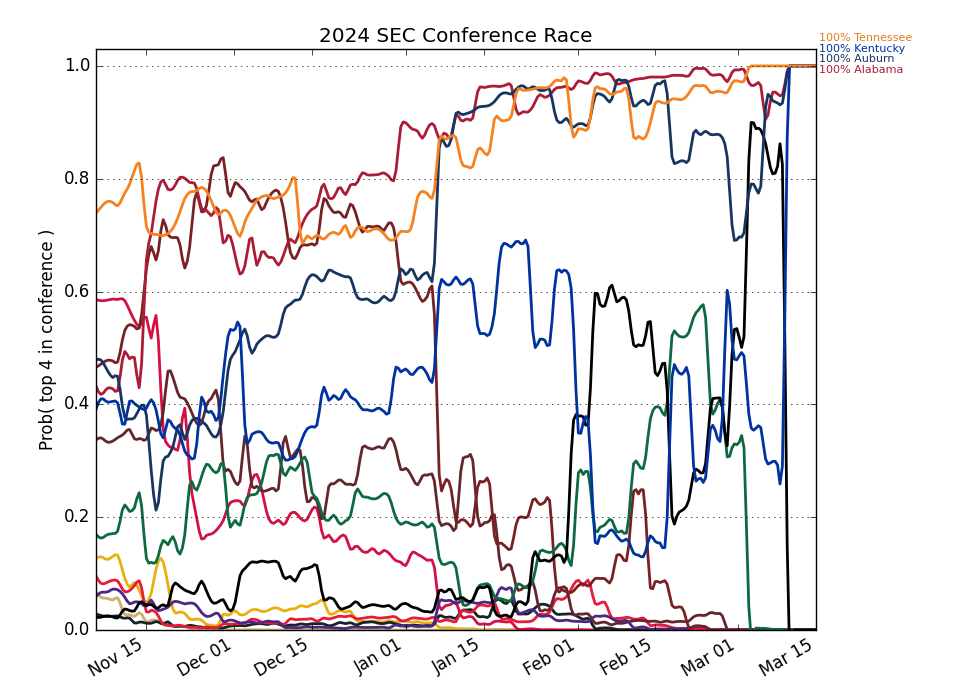 2024 SEC Conference Race
100% Tennessee
100% Kentucky
100% Auburn
100% Alabama
Prob( top 4 in conference )
1.0
0.8
0.6
0.4
0.2
0.0
Nov 15 Dec 01 Dec 15 Jan 01 Jan 15 Feb 01 Feb 15 Mar 01 Mar 15